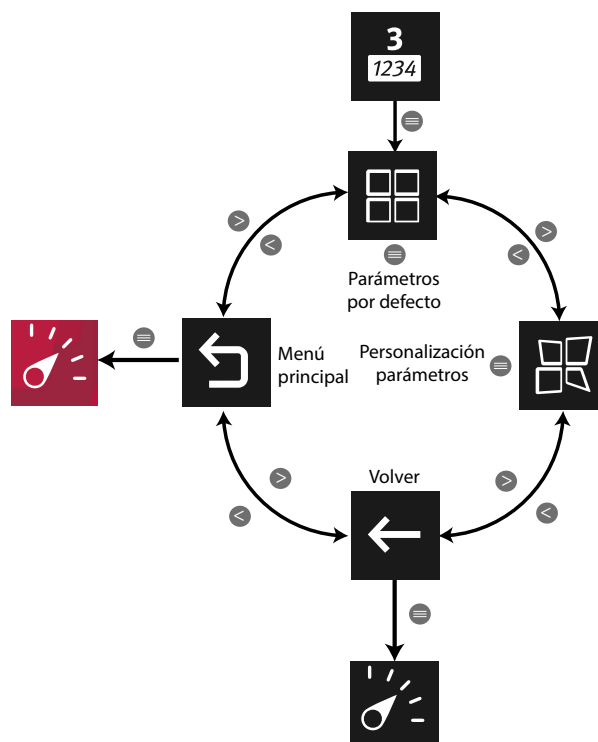 3
1234
Parámetros
por defecto
Menú
principal
Personalización
parámetros
Volver